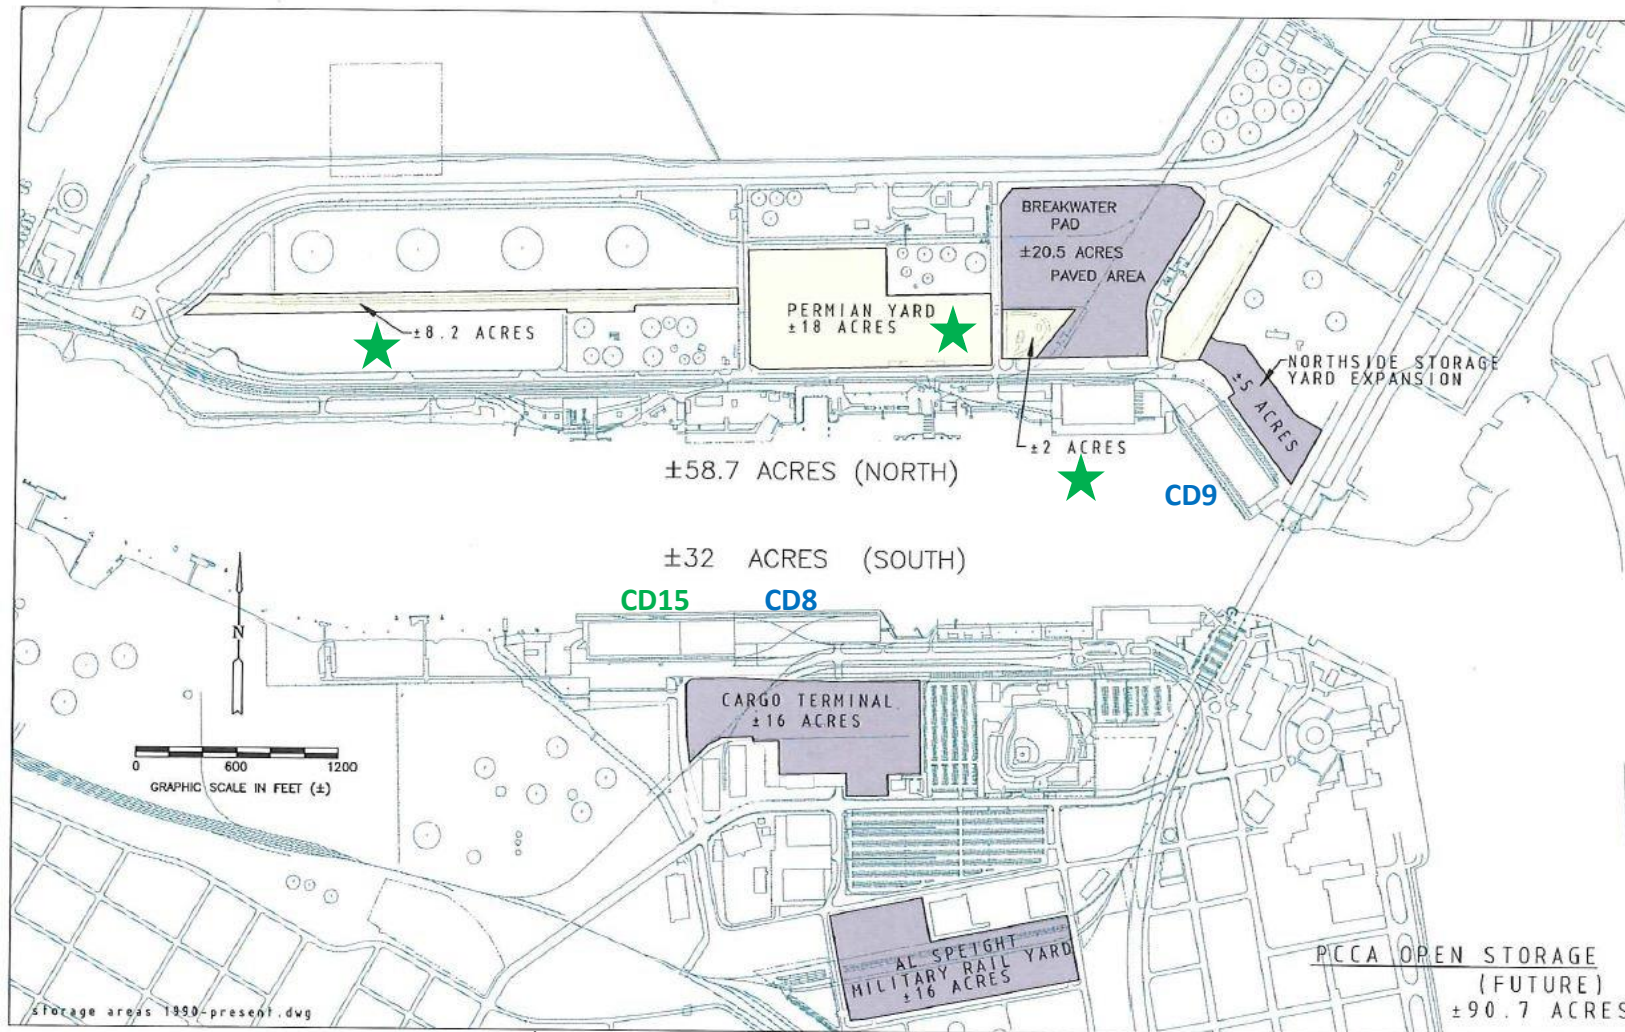 BREAKWATER
PAD
±20.5 ACRES
PAVED AREA
PERMIAN YARD
±18 ACRES
±8.2 ACRES
NORTHSIDE STORAGE
YARD EXPANSION
±5 ACRES
±2 ACRES
±58.7 ACRES (NORTH)
CD9
±32 ACRES (SOUTH)
CD15
CD8
N
CARGO TERMINAL
±16 ACRES
0 600 1200
GRAPHIC SCALE IN FEET (±)
AL SPEIGHT
MILITARY RAIL YARD
±16 ACRES
PCCA OPEN STORAGE
(FUTURE)
±90.7 ACRES
storage areas 1990-present.dwg